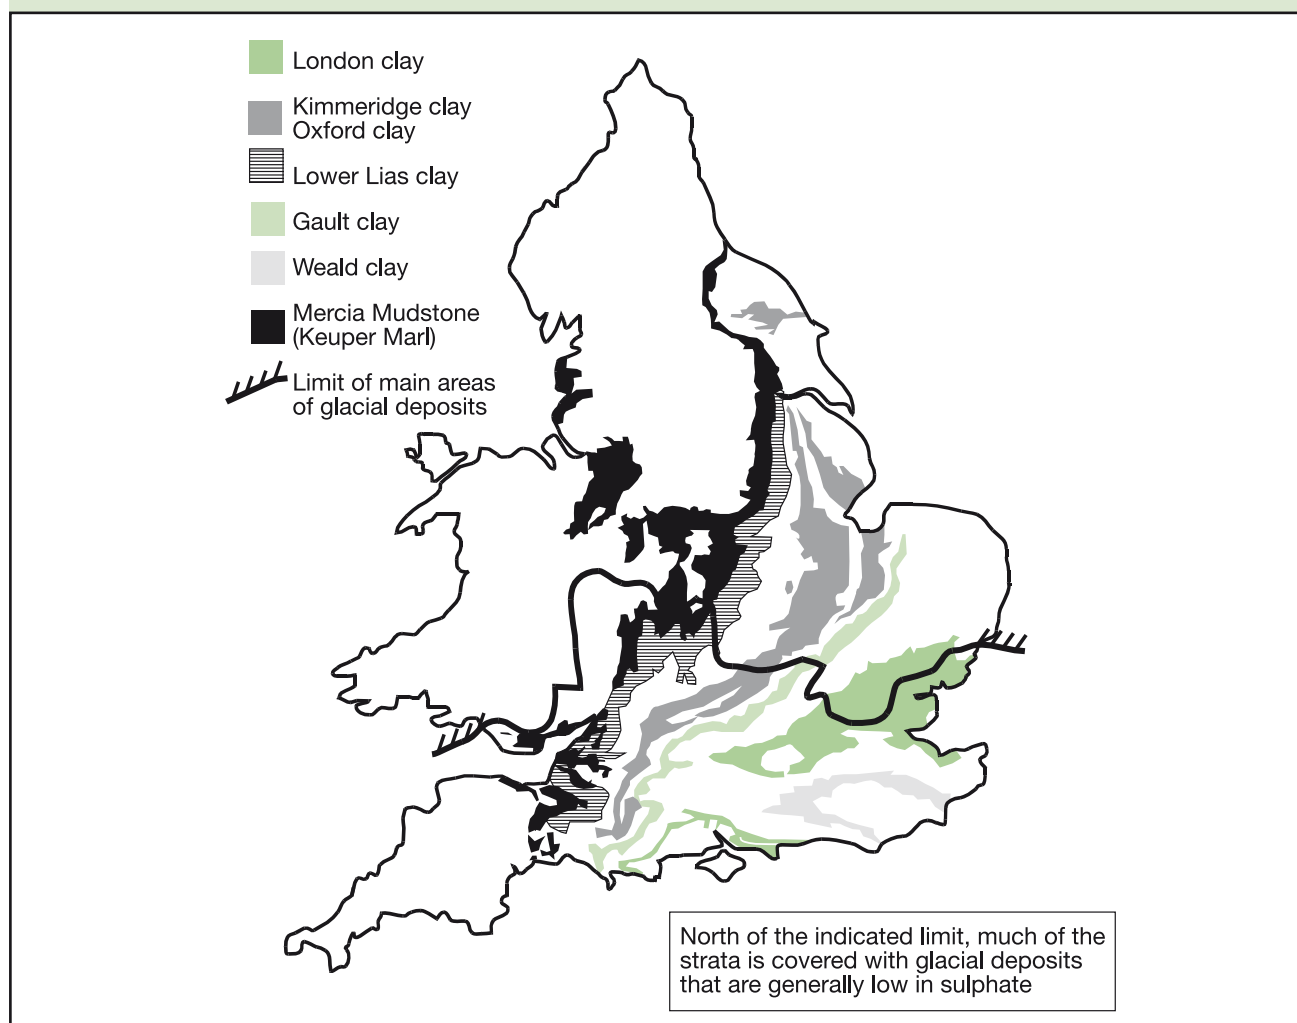 London clay
Kimmeridge clay
Oxford clay
Lower Lias clay
Gault clay
Weald clay
Mercia Mudstone
(Keuper Marl)
Limit of main areas
of glacial deposits
North of the indicated limit, much of the
strata is covered with glacial deposits
that are generally low in sulphate